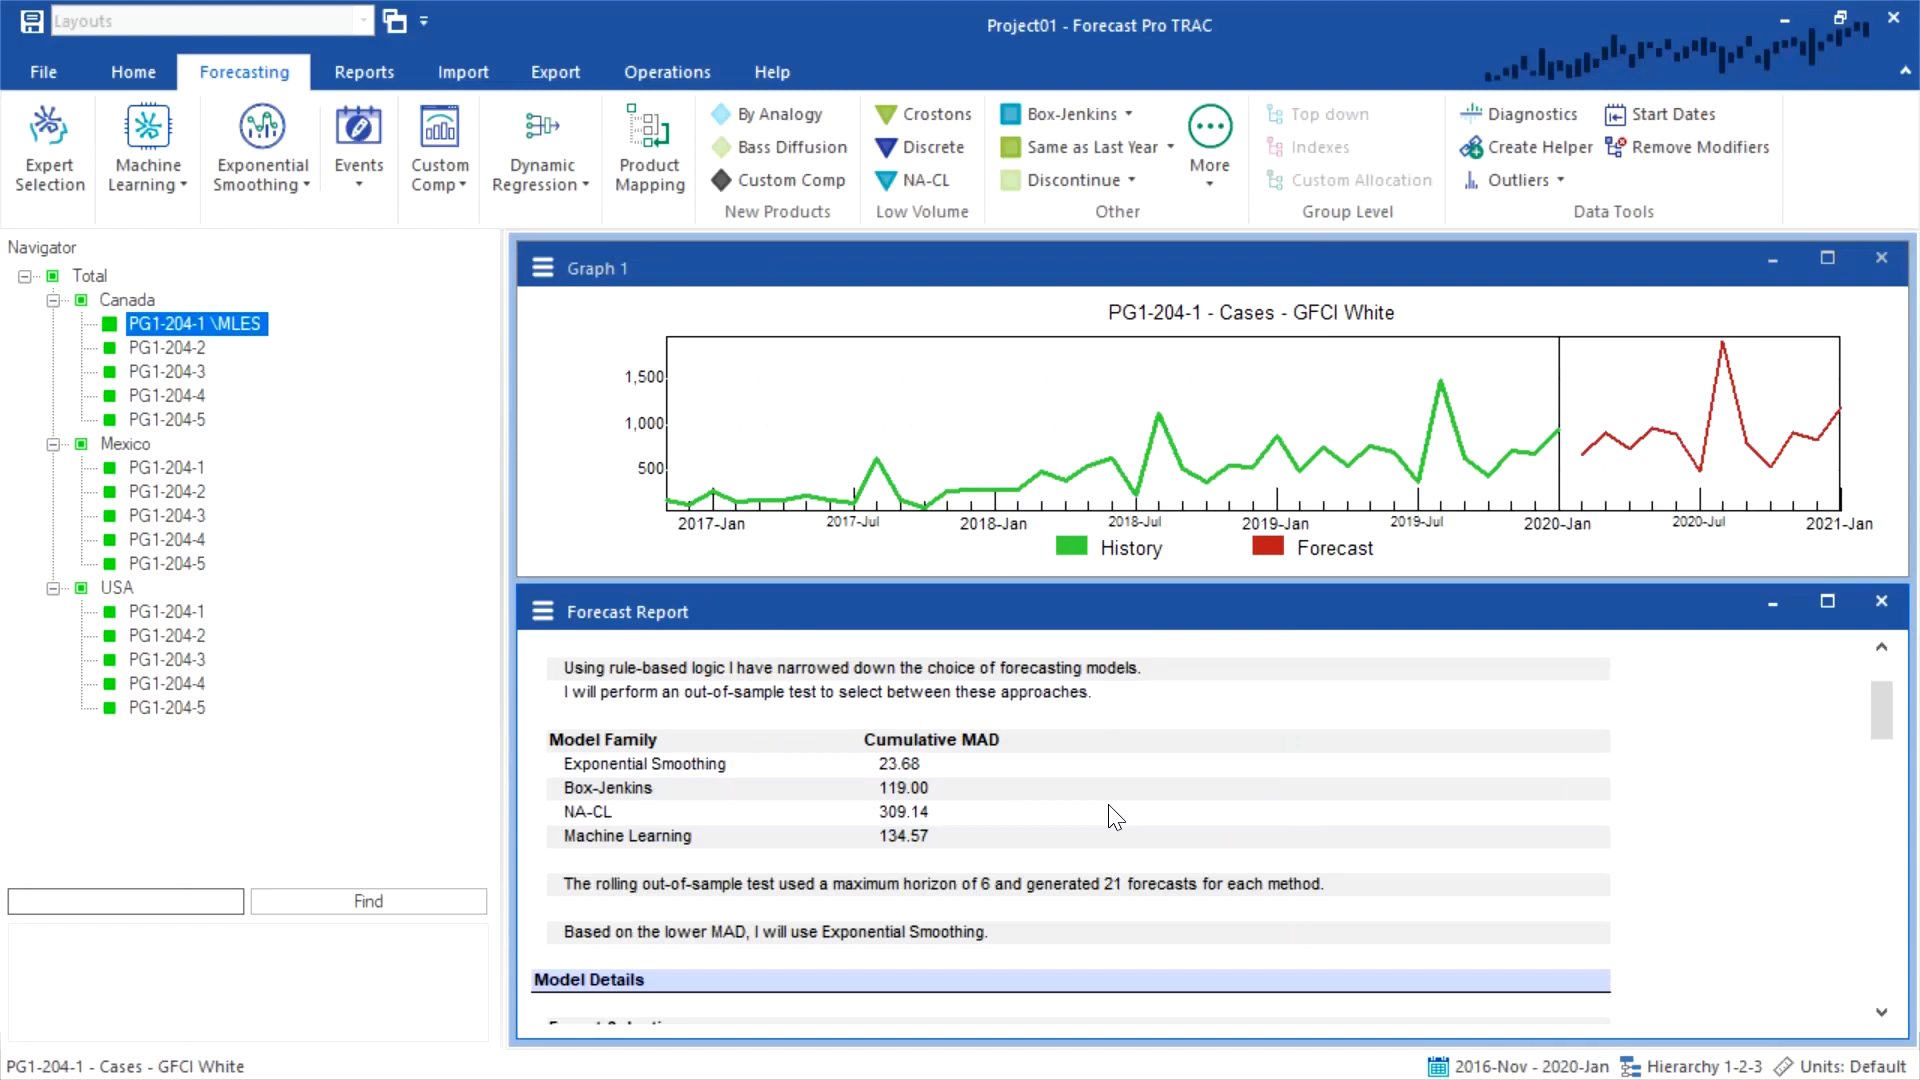 Layouts
Project01 - Forecast Pro TRAC
File Home Forecasting Reports Import Export Operations Help
Expert Selection
Machine Learning
Exponential Smoothing
Events
Custom Comp
Dynamic Regression
Product Mapping
By Analogy
Bass Diffusion
Custom Comp
New Products
Crostons
Discrete
NA-CL
Low Volume
Box-Jenkins
Same as Last Year
Discontinue
More
Other
Top down
Indexes
Custom Allocation
Group Level
Diagnostics
Create Helper
Outliers
Start Dates
Remove Modifiers
Data Tools
Navigator
Total
Canada
PG1-204-1 \MLES
PG1-204-2
PG1-204-3
PG1-204-4
PG1-204-5
Mexico
PG1-204-1
PG1-204-2
PG1-204-3
PG1-204-4
PG1-204-5
USA
PG1-204-1
PG1-204-2
PG1-204-3
PG1-204-4
PG1-204-5
Find
Graph 1
PG1-204-1 - Cases - GFCI White
1,500
1,000
500
2017-Jan 2017-Jul 2018-Jan 2018-Jul 2019-Jan 2019-Jul 2020-Jan 2020-Jul 2021-Jan
History Forecast
Forecast Report
Using rule-based logic I have narrowed down the choice of forecasting models.
I will perform an out-of-sample test to select between these approaches.
Model Family Cumulative MAD
Exponential Smoothing 23.68
Box-Jenkins 119.00
NA-CL 309.14
Machine Learning 134.57
The rolling out-of-sample test used a maximum horizon of 6 and generated 21 forecasts for each method.
Based on the lower MAD, I will use Exponential Smoothing.
Model Details
PG1-204-1 - Cases - GFCI White
2016-Nov - 2020-Jan Hierarchy 1-2-3 Units: Default